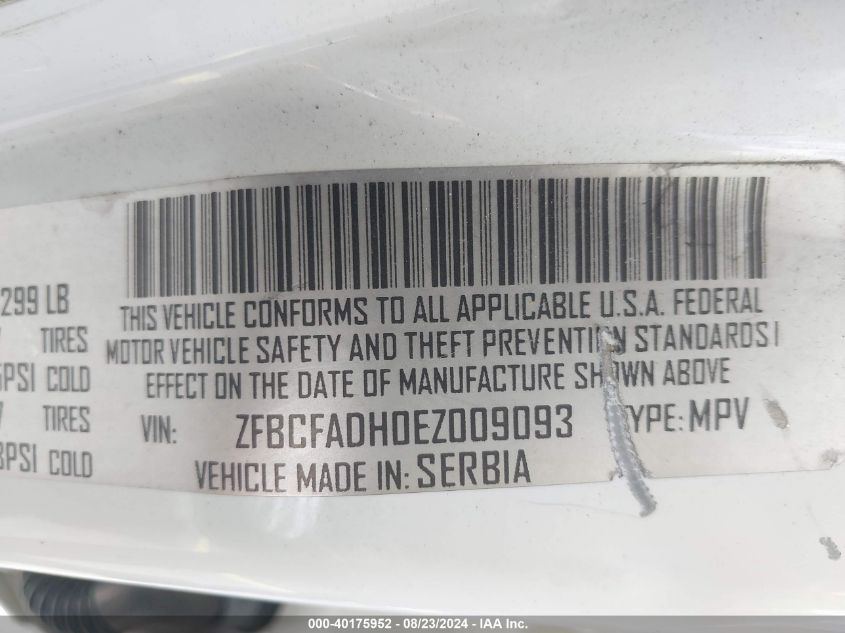 299 LB
TIRES
PSI COLD
TIRES
PSI COLD
THIS VEHICLE CONFORMS TO ALL APPLICABLE U.S.A. FEDERAL
MOTOR VEHICLE SAFETY AND THEFT PREVENTION STANDARDS I
EFFECT ON THE DATE OF MANUFACTURE SHOWN ABOVE
VIN: ZFBCFADH0EZ009093 TYPE: MPV
VEHICLE MADE IN: SERBIA
000-40175952 - 08/23/2024 - IAA Inc.